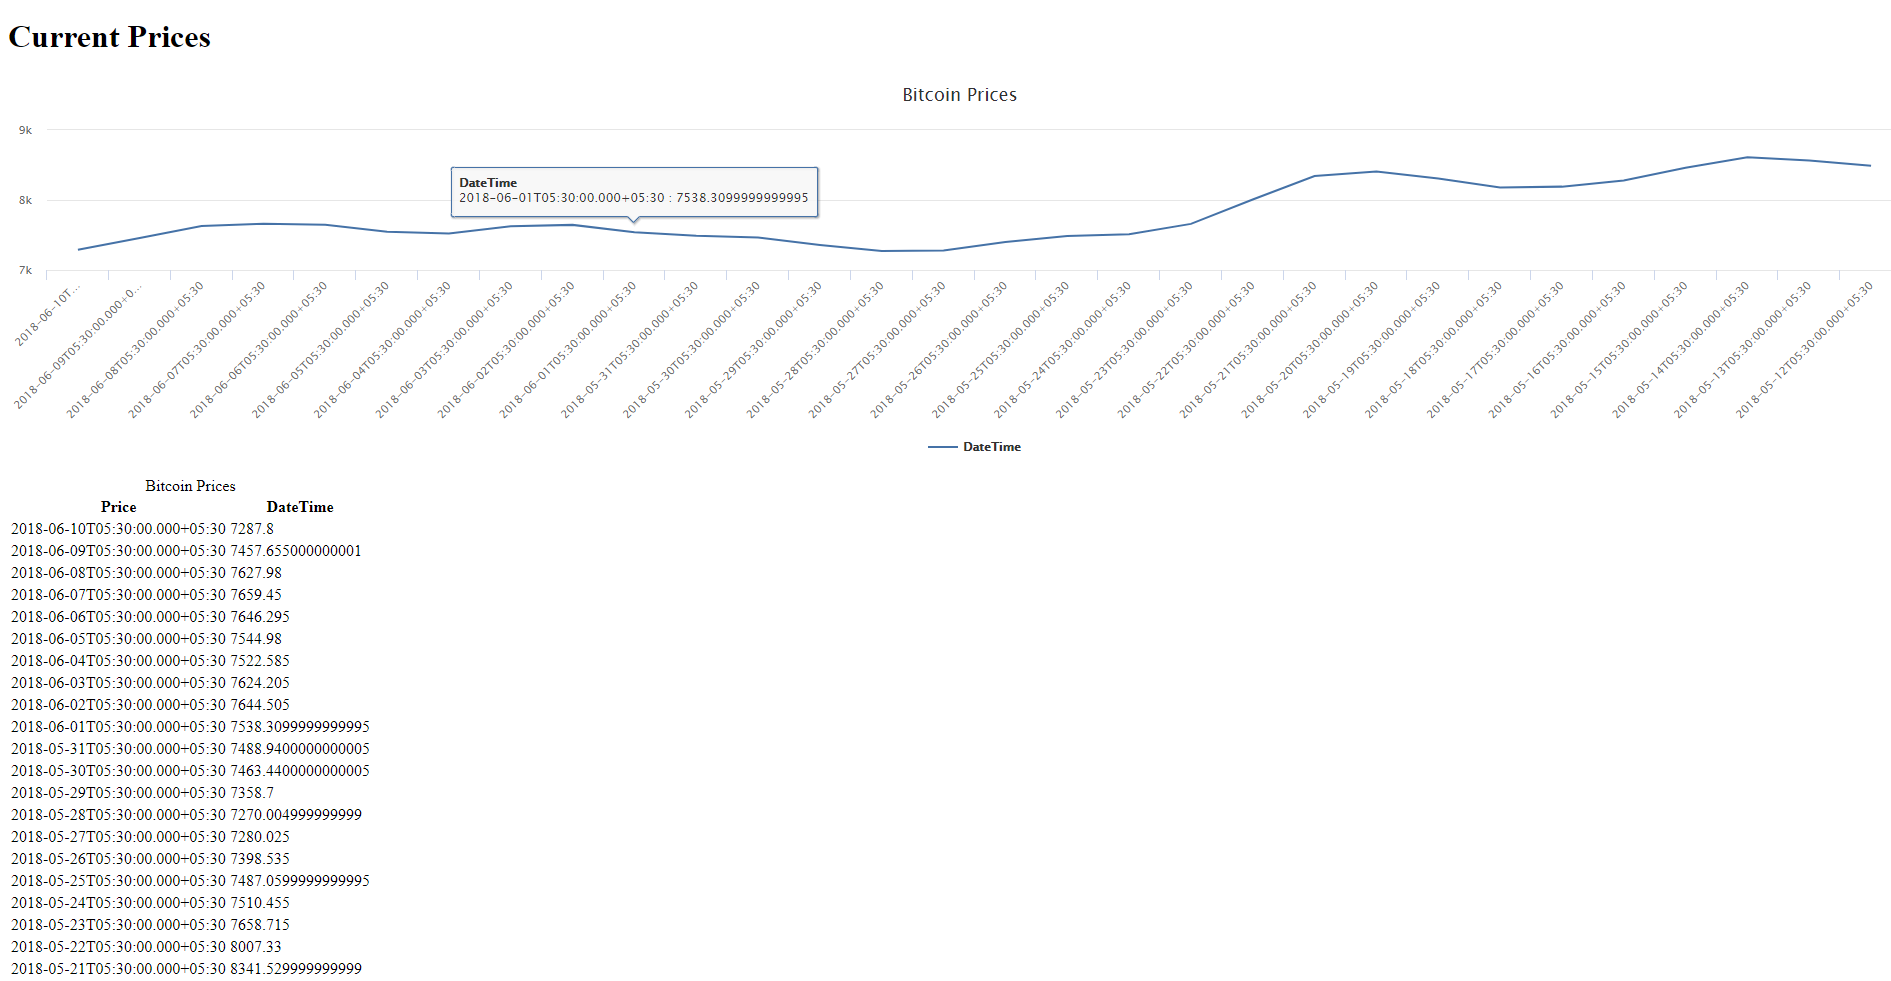 Current Prices
Bitcoin Prices
9k
DateTime
2018-06-01T05:30:00.000+05:30 : 7538.3099999999995
8k
7k
2018-06-10T...
2018-06-09T05:30:00.000+0...
2018-06-08T05:30:00.000+05:30
2018-06-07T05:30:00.000+05:30
2018-06-06T05:30:00.000+05:30
2018-06-05T05:30:00.000+05:30
2018-06-04T05:30:00.000+05:30
2018-06-03T05:30:00.000+05:30
2018-06-02T05:30:00.000+05:30
2018-06-01T05:30:00.000+05:30
2018-05-31T05:30:00.000+05:30
2018-05-30T05:30:00.000+05:30
2018-05-29T05:30:00.000+05:30
2018-05-28T05:30:00.000+05:30
2018-05-27T05:30:00.000+05:30
2018-05-26T05:30:00.000+05:30
2018-05-25T05:30:00.000+05:30
2018-05-24T05:30:00.000+05:30
2018-05-23T05:30:00.000+05:30
2018-05-22T05:30:00.000+05:30
2018-05-21T05:30:00.000+05:30
2018-05-20T05:30:00.000+05:30
2018-05-19T05:30:00.000+05:30
2018-05-18T05:30:00.000+05:30
2018-05-17T05:30:00.000+05:30
2018-05-16T05:30:00.000+05:30
2018-05-15T05:30:00.000+05:30
2018-05-14T05:30:00.000+05:30
2018-05-13T05:30:00.000+05:30
2018-05-12T05:30:00.000+05:30
DateTime
Bitcoin Prices
Price DateTime
2018-06-10T05:30:00.000+05:30 7287.8
2018-06-09T05:30:00.000+05:30 7457.655000000001
2018-06-08T05:30:00.000+05:30 7627.98
2018-06-07T05:30:00.000+05:30 7659.45
2018-06-06T05:30:00.000+05:30 7646.295
2018-06-05T05:30:00.000+05:30 7544.98
2018-06-04T05:30:00.000+05:30 7522.585
2018-06-03T05:30:00.000+05:30 7624.205
2018-06-02T05:30:00.000+05:30 7644.505
2018-06-01T05:30:00.000+05:30 7538.3099999999995
2018-05-31T05:30:00.000+05:30 7488.9400000000005
2018-05-30T05:30:00.000+05:30 7463.4400000000005
2018-05-29T05:30:00.000+05:30 7358.7
2018-05-28T05:30:00.000+05:30 7270.004999999999
2018-05-27T05:30:00.000+05:30 7280.025
2018-05-26T05:30:00.000+05:30 7398.535
2018-05-25T05:30:00.000+05:30 7487.0599999999995
2018-05-24T05:30:00.000+05:30 7510.455
2018-05-23T05:30:00.000+05:30 7658.715
2018-05-22T05:30:00.000+05:30 8007.33
2018-05-21T05:30:00.000+05:30 8341.529999999999